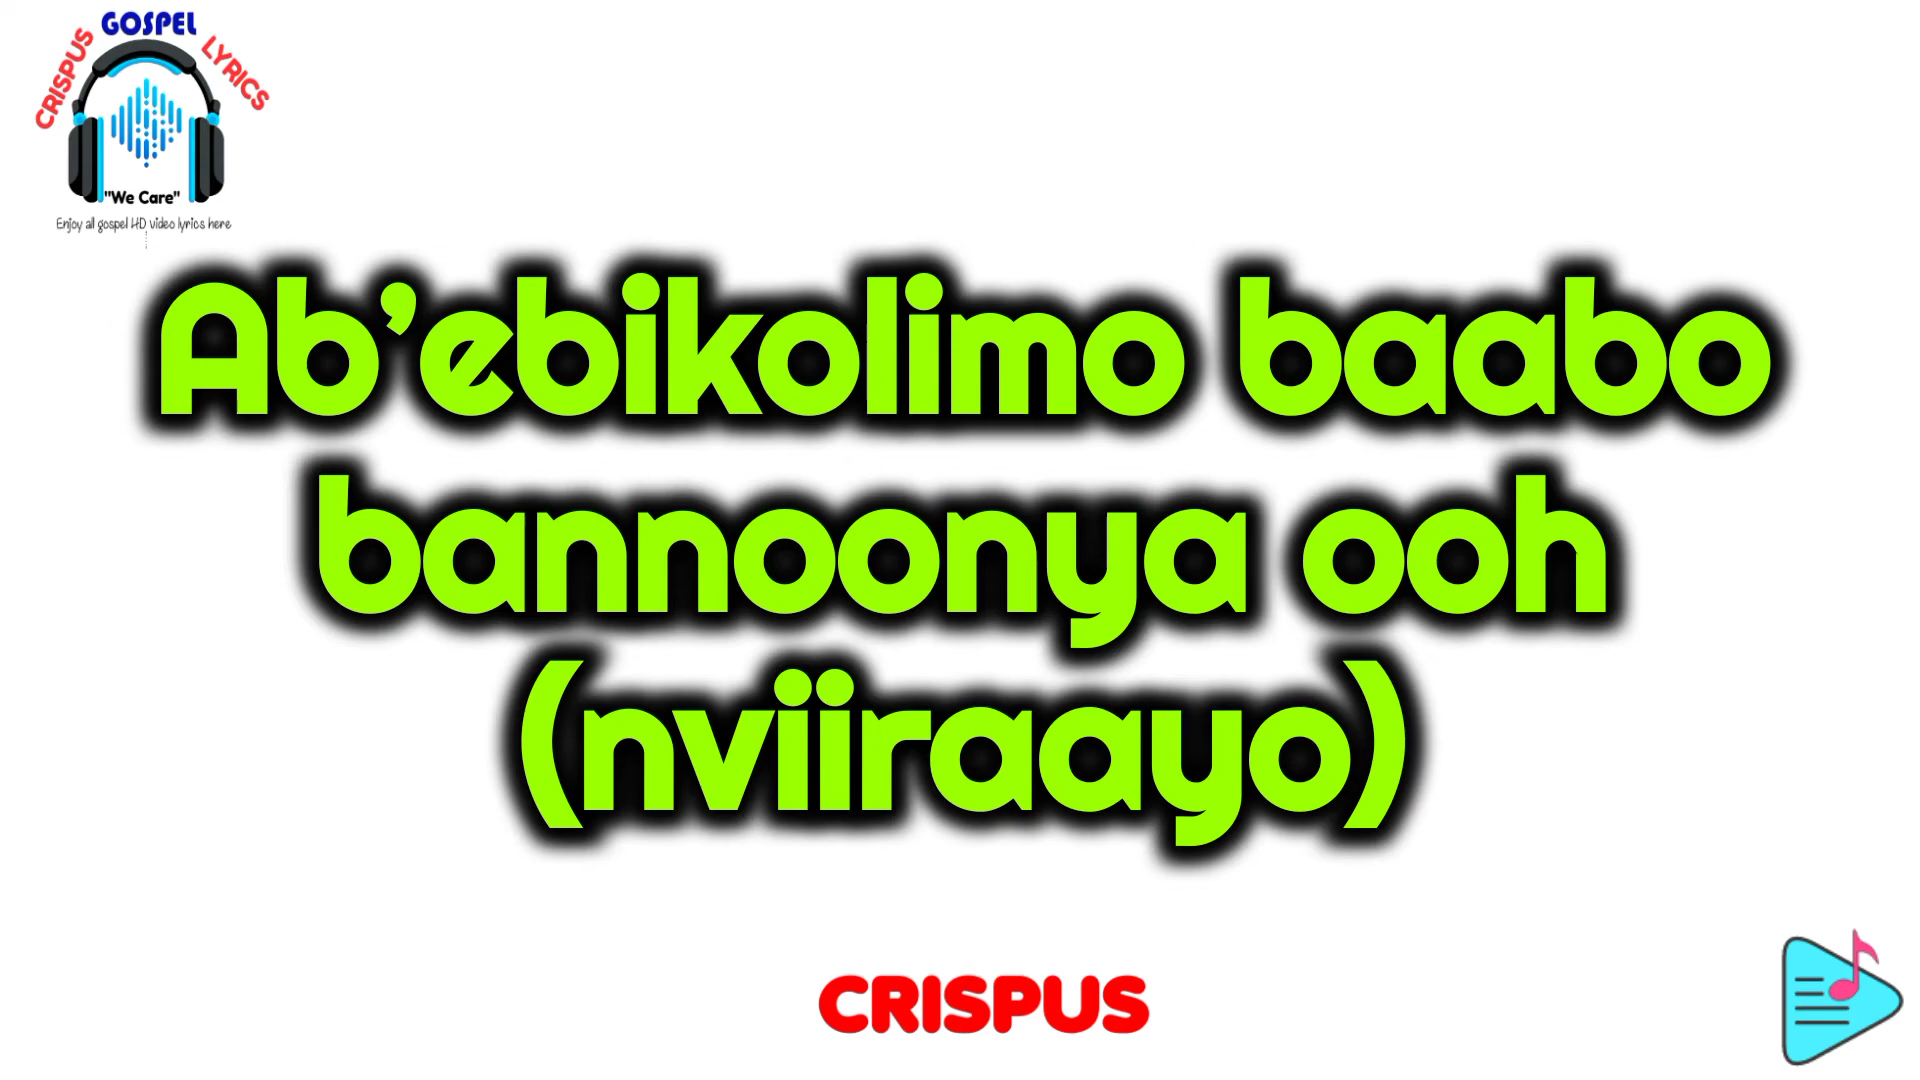 CRISPUS GOSPEL LYRICS
"We Care"
Enjoy all gospel HD video lyrics here
Ab’ebikolimo baabo
bannoonya ooh
(nviiraayo)
CRISPUS